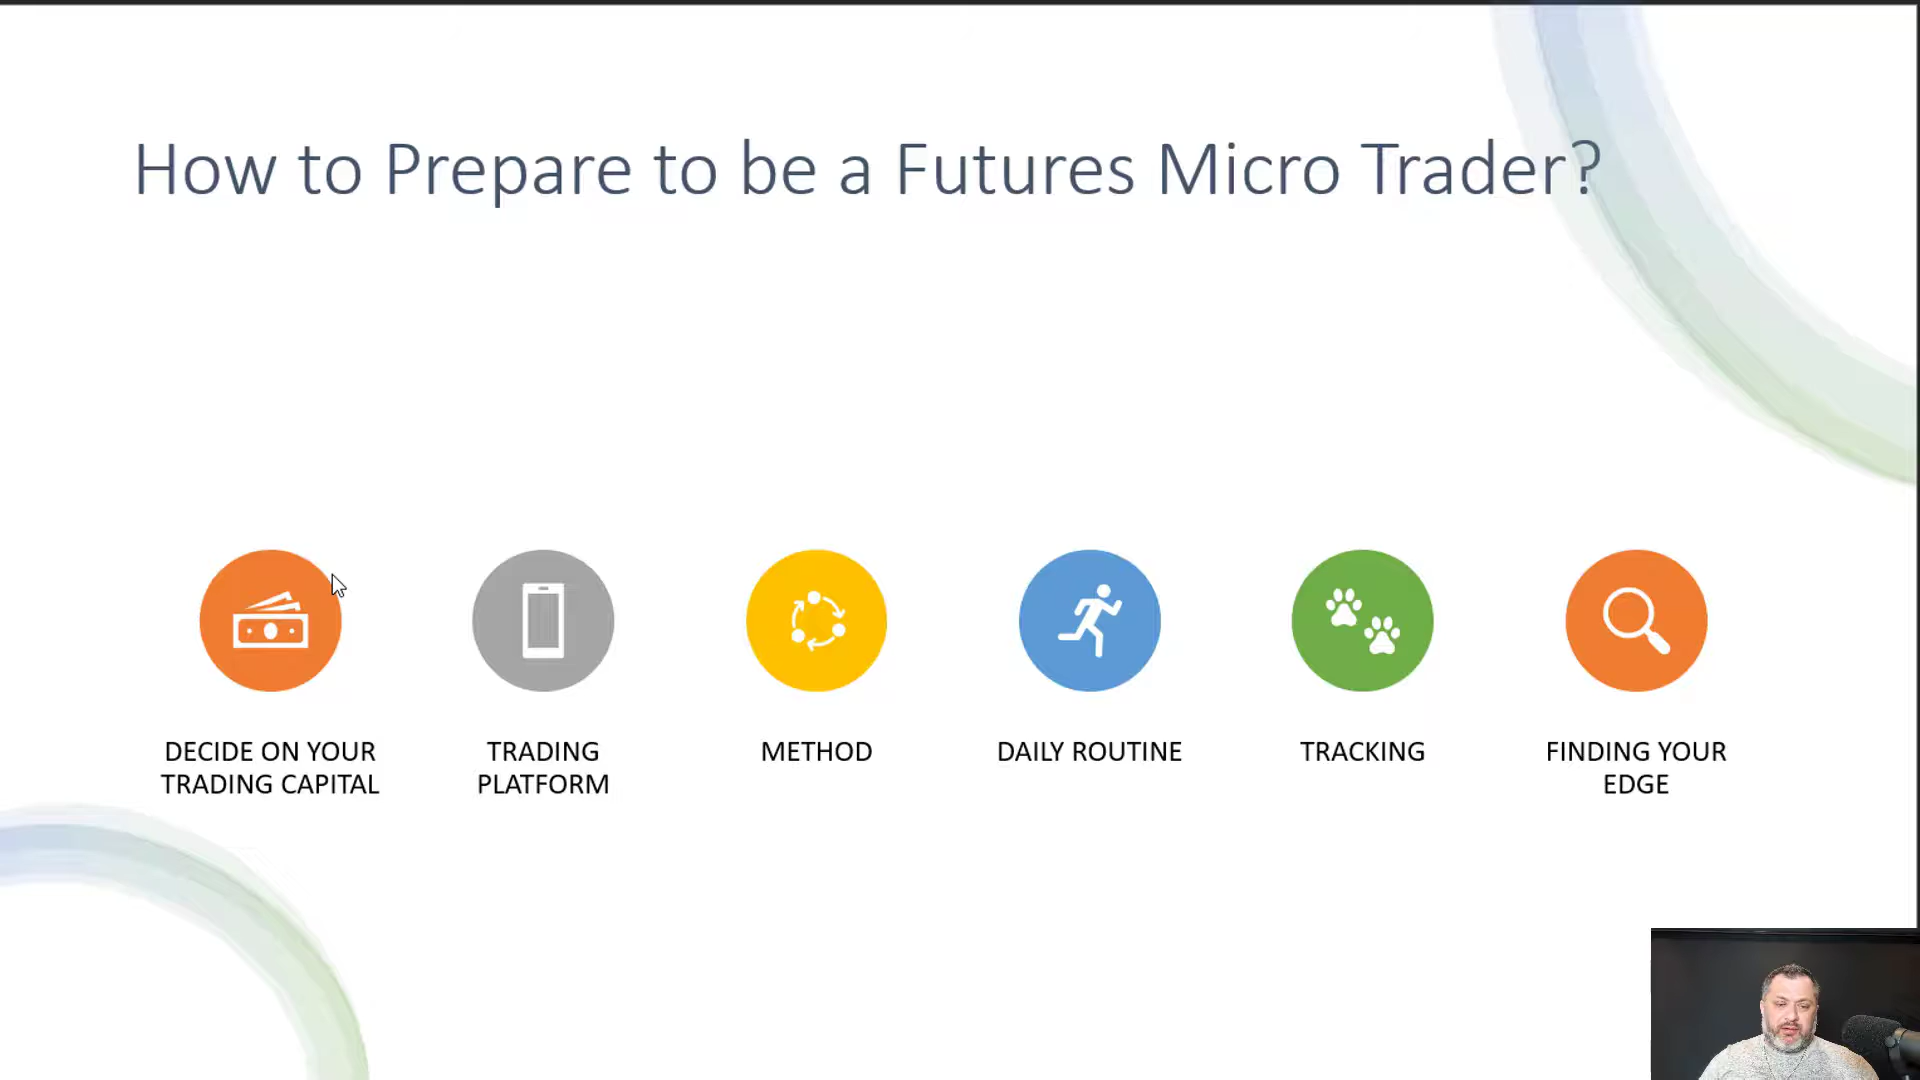 How to Prepare to be a Futures Micro Trader?
DECIDE ON YOUR
TRADING CAPITAL
TRADING
PLATFORM
METHOD
DAILY ROUTINE
TRACKING
FINDING YOUR
EDGE